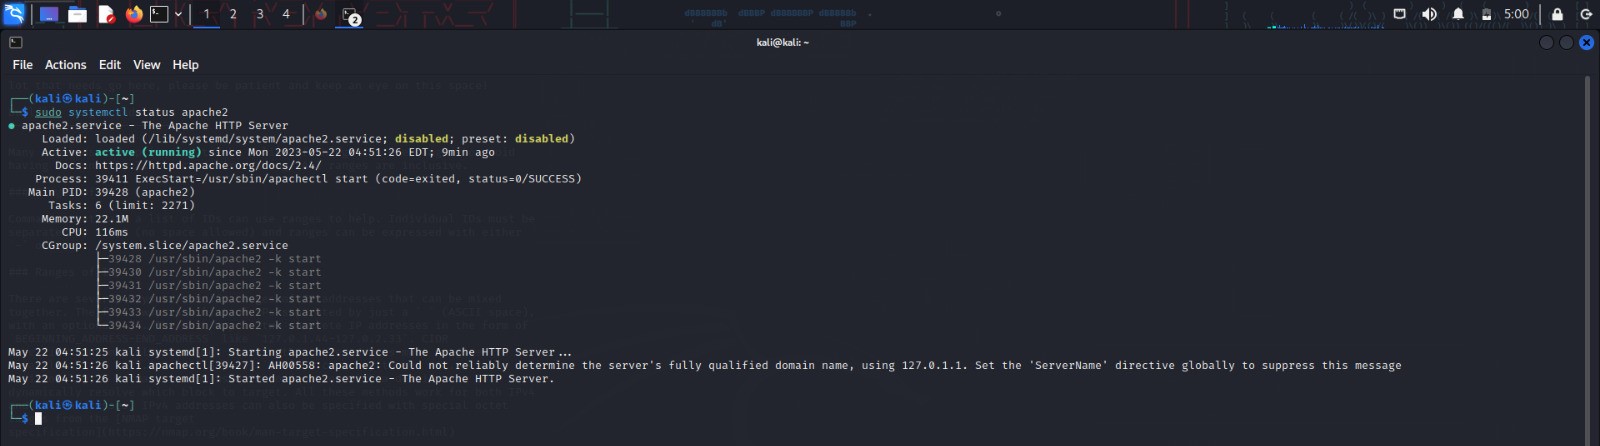 1 2 3 4 2 5:00
kali@kali: ~
File Actions Edit View Help
┌──(kali㉿kali)-[~]
└─$ sudo systemctl status apache2
● apache2.service - The Apache HTTP Server
Loaded: loaded (/lib/systemd/system/apache2.service; disabled; preset: disabled)
Active: active (running) since Mon 2023-05-22 04:51:26 EDT; 9min ago
Docs: https://httpd.apache.org/docs/2.4/
Process: 39411 ExecStart=/usr/sbin/apachectl start (code=exited, status=0/SUCCESS)
Main PID: 39428 (apache2)
Tasks: 6 (limit: 2271)
Memory: 22.1M
CPU: 116ms
CGroup: /system.slice/apache2.service
├─39428 /usr/sbin/apache2 -k start
├─39430 /usr/sbin/apache2 -k start
├─39431 /usr/sbin/apache2 -k start
├─39432 /usr/sbin/apache2 -k start
├─39433 /usr/sbin/apache2 -k start
└─39434 /usr/sbin/apache2 -k start
May 22 04:51:25 kali systemd[1]: Starting apache2.service - The Apache HTTP Server...
May 22 04:51:26 kali apachectl[39427]: AH00558: apache2: Could not reliably determine the server's fully qualified domain name, using 127.0.1.1. Set the 'ServerName' directive globally to suppress this message
May 22 04:51:26 kali systemd[1]: Started apache2.service - The Apache HTTP Server.
┌──(kali㉿kali)-[~]
└─$